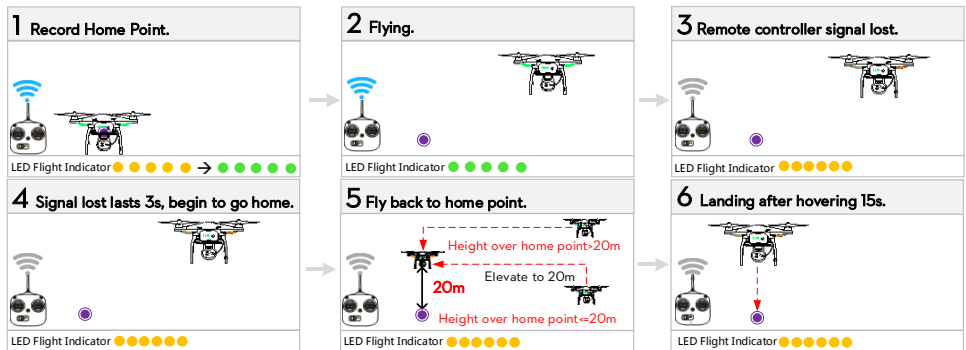 1 Record Home Point.
LED Flight Indicator
2 Flying.
LED Flight Indicator
3 Remote controller signal lost.
LED Flight Indicator
4 Signal lost lasts 3s, begin to go home.
LED Flight Indicator
5 Fly back to home point.
Height over home point>20m
Elevate to 20m
20m
Height over home point<=20m
LED Flight Indicator
6 Landing after hovering 15s.
LED Flight Indicator